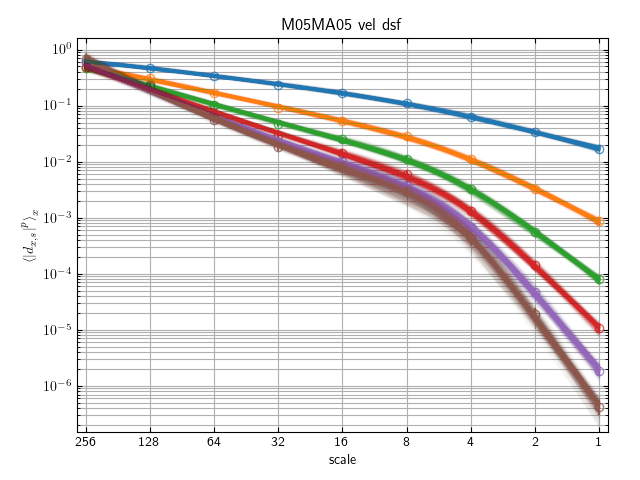 M05MA05 vel dsf
10^0
10^{-1}
10^{-2}
10^{-3}
10^{-4}
10^{-5}
10^{-6}
⟨|d_{x,s}|^p⟩_x
256 128 64 32 16 8 4 2 1
scale